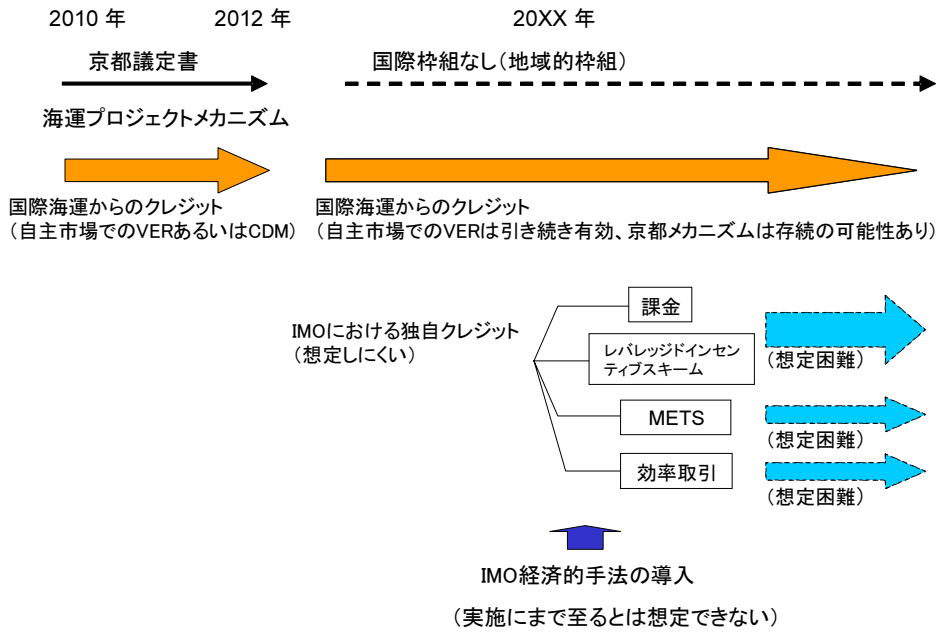 2010 年
2012 年
20XX 年
京都議定書
国際枠組なし（地域的枠組）
海運プロジェクトメカニズム
国際海運からのクレジット
（自主市場でのVERあるいはCDM）
国際海運からのクレジット
（自主市場でのVERは引き続き有効、京都メカニズムは存続の可能性あり）
IMOにおける独自クレジット
（想定しにくい）
課金
レバレッジドインセン
ティブスキーム
（想定困難）
METS
（想定困難）
効率取引
（想定困難）
IMO経済的手法の導入
（実施にまで至るとは想定できない）